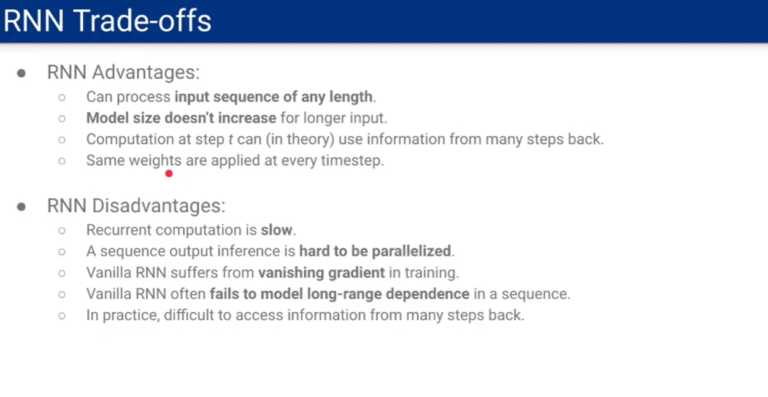 RNN Trade-offs
● RNN Advantages:
○ Can process input sequence of any length.
○ Model size doesn't increase for longer input.
○ Computation at step t can (in theory) use information from many steps back.
○ Same weights are applied at every timestep.
● RNN Disadvantages:
○ Recurrent computation is slow.
○ A sequence output inference is hard to be parallelized.
○ Vanilla RNN suffers from vanishing gradient in training.
○ Vanilla RNN often fails to model long-range dependence in a sequence.
○ In practice, difficult to access information from many steps back.